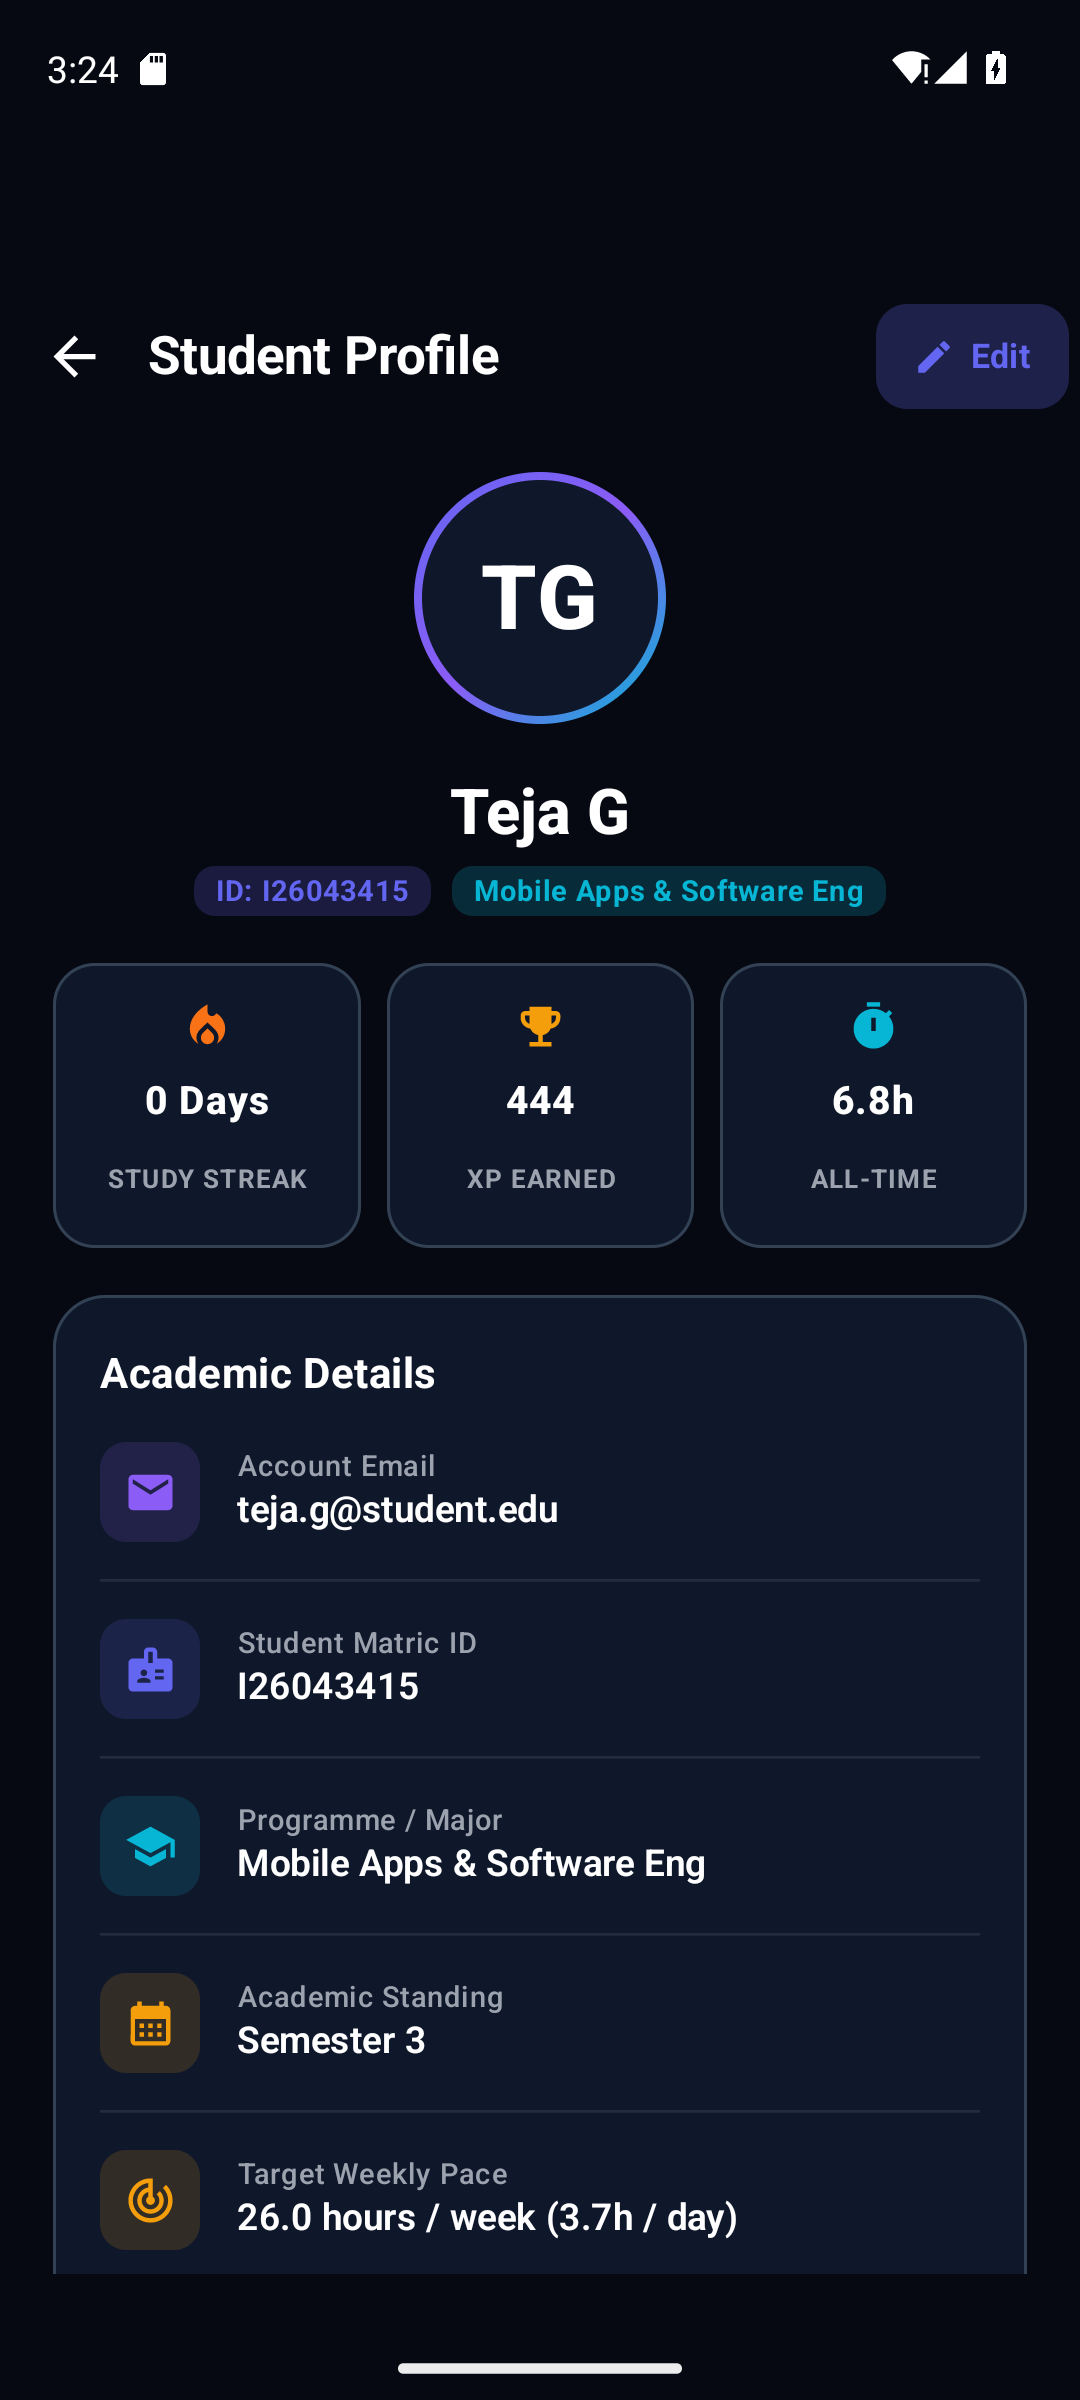 3:24
Student Profile
Edit
TG
Teja G
ID: I26043415
Mobile Apps & Software Eng
0 Days
444
6.8h
STUDY STREAK
XP EARNED
ALL-TIME
Academic Details
Account Email
teja.g@student.edu
Student Matric ID
I26043415
Programme / Major
Mobile Apps & Software Eng
Academic Standing
Semester 3
Target Weekly Pace
26.0 hours / week (3.7h / day)